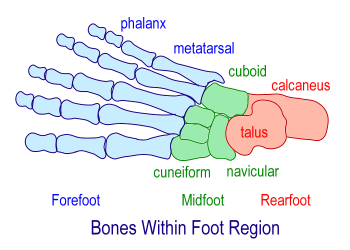 phalanx
metatarsal
cuboid
calcaneus
talus
cuneiform
navicular
Forefoot
Midfoot
Rearfoot
Bones Within Foot Region